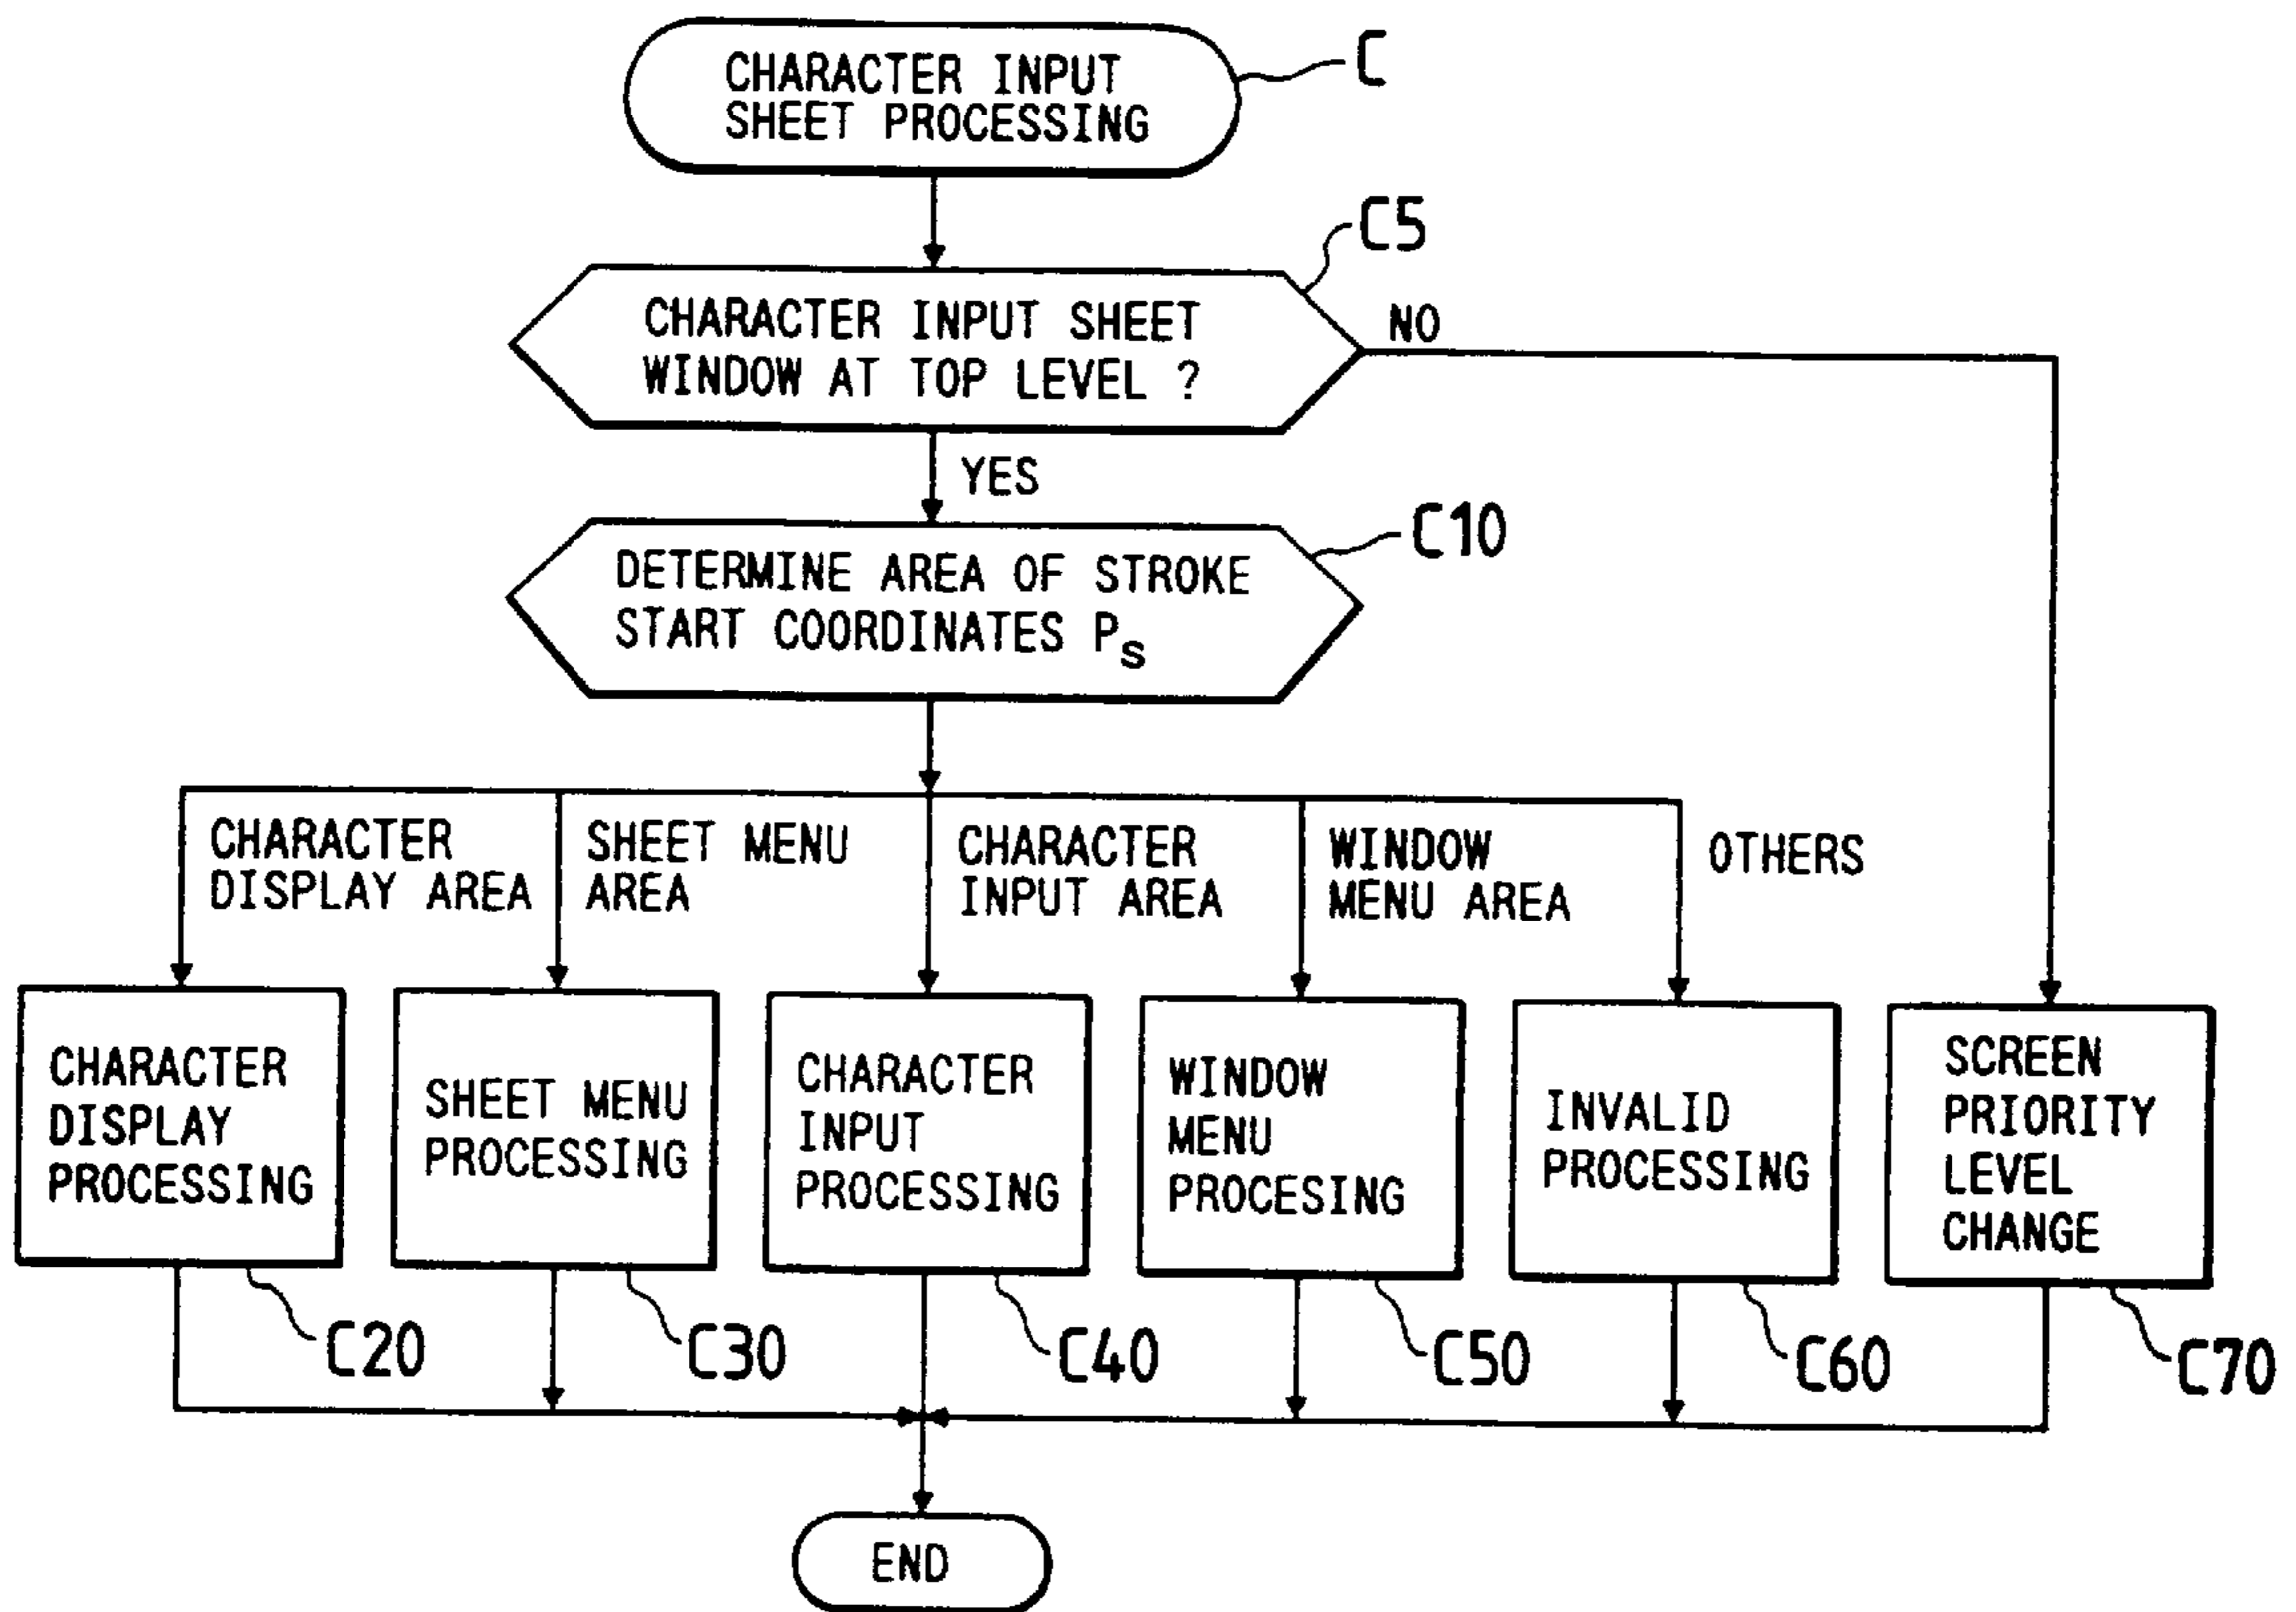 CHARACTER INPUT
SHEET PROCESSING
C
C5
CHARACTER INPUT SHEET
WINDOW AT TOP LEVEL ?
NO
YES
C10
DETERMINE AREA OF STROKE
START COORDINATES Ps
CHARACTER
DISPLAY AREA
SHEET MENU
AREA
CHARACTER
INPUT AREA
WINDOW
MENU AREA
OTHERS
CHARACTER
DISPLAY
PROCESSING
SHEET MENU
PROCESSING
CHARACTER
INPUT
PROCESSING
WINDOW
MENU
PROCESING
INVALID
PROCESSING
SCREEN
PRIORITY
LEVEL
CHANGE
C20
C30
C40
C50
C60
C70
END